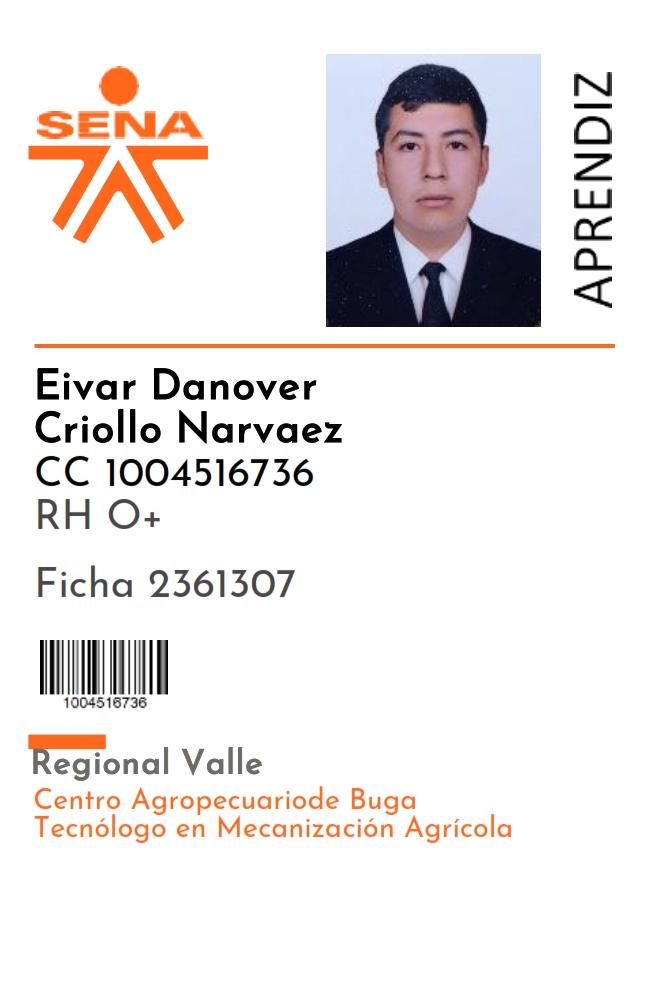 SENA
APRENDIZ
Eivar Danover
Criollo Narvaez
CC 1004516736
RH O+
Ficha 2361307
1004516736
Regional Valle
Centro Agropecuariode Buga
Tecnólogo en Mecanización Agrícola